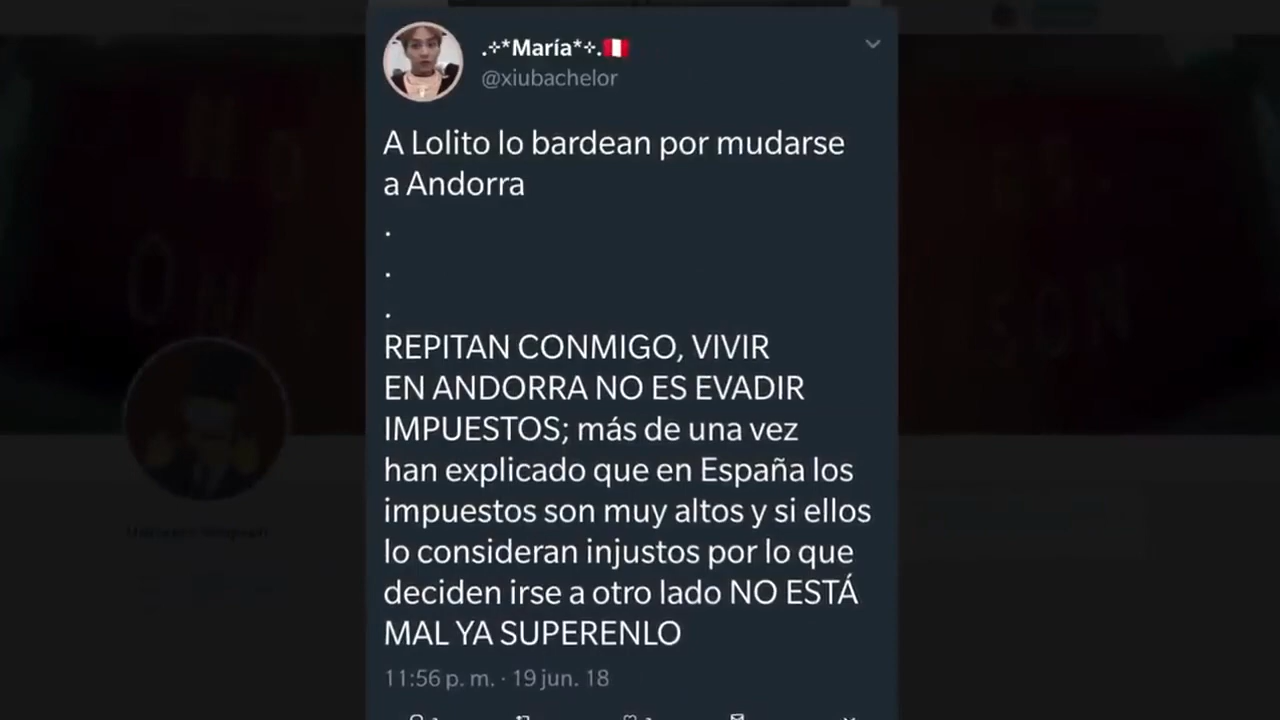 .⊹*María*⊹.🇵🇪
@xiubachelor
A Lolito lo bardean por mudarse
a Andorra
.
.
.
REPITAN CONMIGO, VIVIR
EN ANDORRA NO ES EVADIR
IMPUESTOS; más de una vez
han explicado que en España los
impuestos son muy altos y si ellos
lo consideran injustos por lo que
deciden irse a otro lado NO ESTÁ
MAL YA SUPERENLO
11:56 p. m. · 19 jun. 18